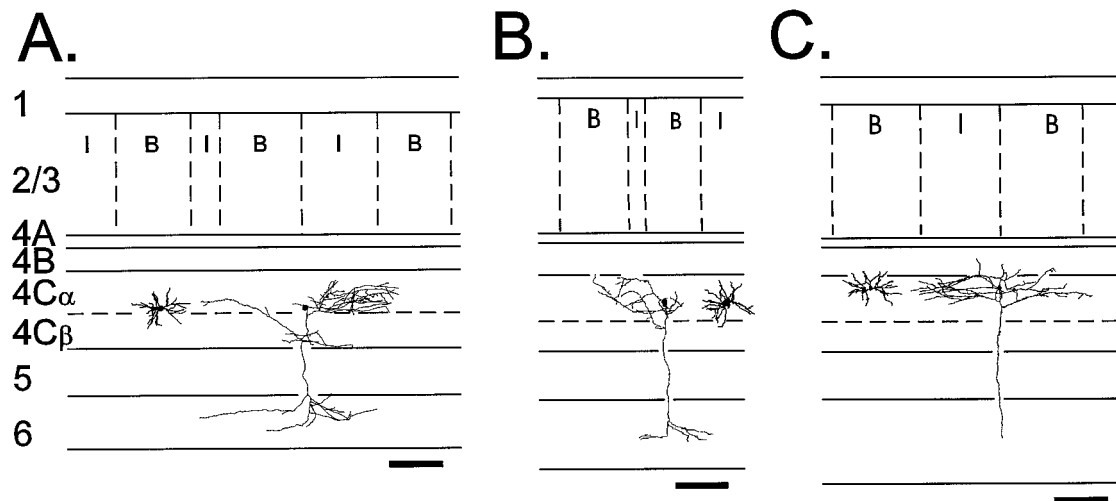 A. B. C.
1
I B I B I B
B I B I
B I B
2/3
4A
4B
4Cα
4Cβ
5
6